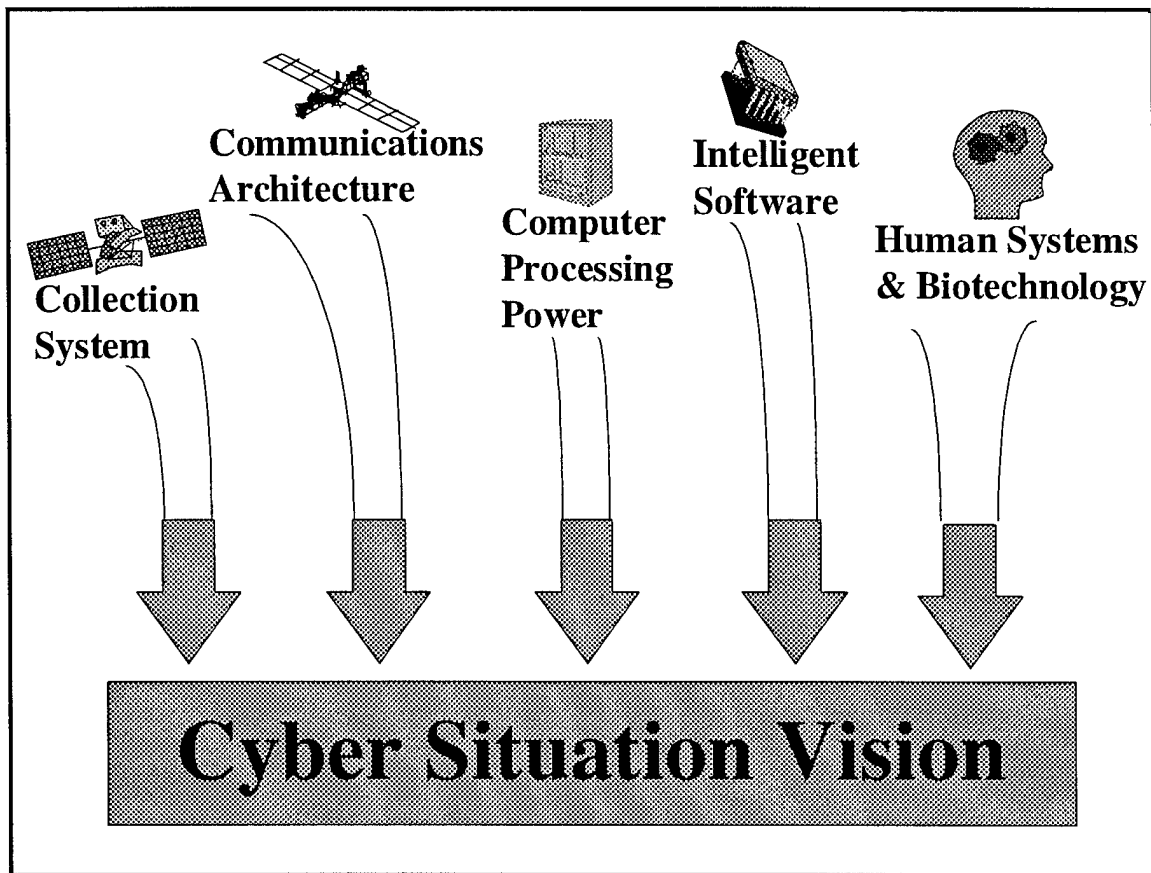 Collection
System
Communications
Architecture
Computer
Processing
Power
Intelligent
Software
Human Systems
& Biotechnology
Cyber Situation Vision